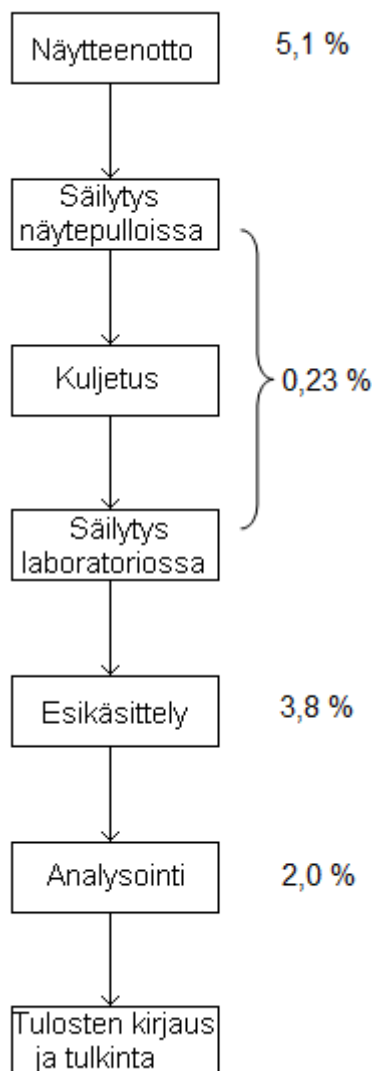 Näytteenotto
5,1 %
Säilytys
näytepulloissa
Kuljetus
0,23 %
Säilytys
laboratoriossa
Esikäsittely
3,8 %
Analysointi
2,0 %
Tulosten kirjaus
ja tulkinta